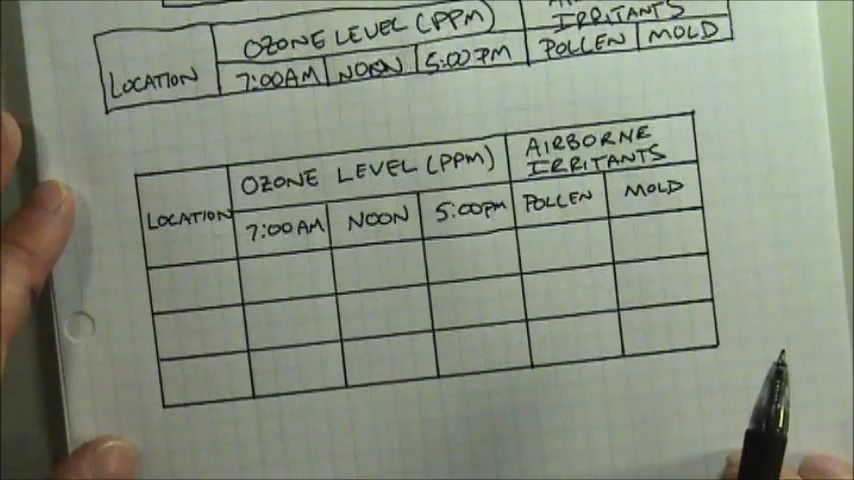 OZONE LEVEL (PPM)
IRRITANTS
LOCATION
7:00AM
NOON
5:00PM
POLLEN
MOLD
OZONE LEVEL (PPM)
AIRBORNE
IRRITANTS
LOCATION
7:00AM
NOON
5:00PM
POLLEN
MOLD